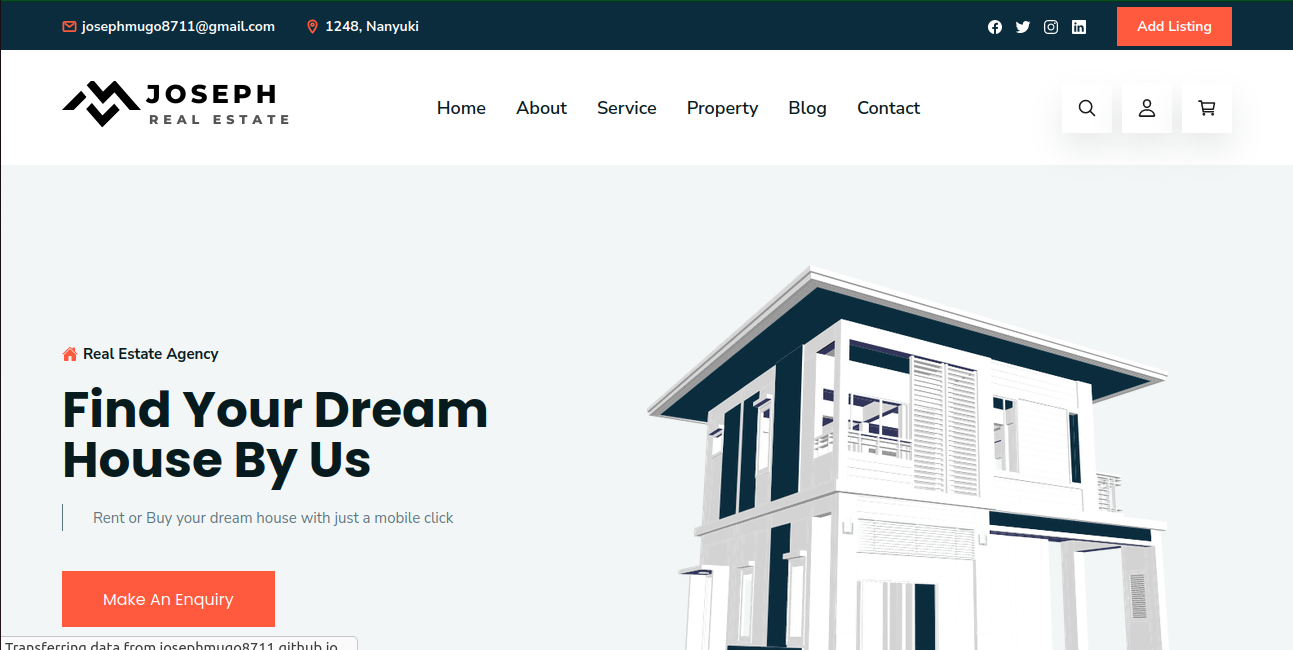 josephmugo8711@gmail.com
1248, Nanyuki
Add Listing
JOSEPH
REAL ESTATE
Home
About
Service
Property
Blog
Contact
Real Estate Agency
Find Your Dream
House By Us
Rent or Buy your dream house with just a mobile click
Make An Enquiry
Transferring data from josephmugo8711.github.io...